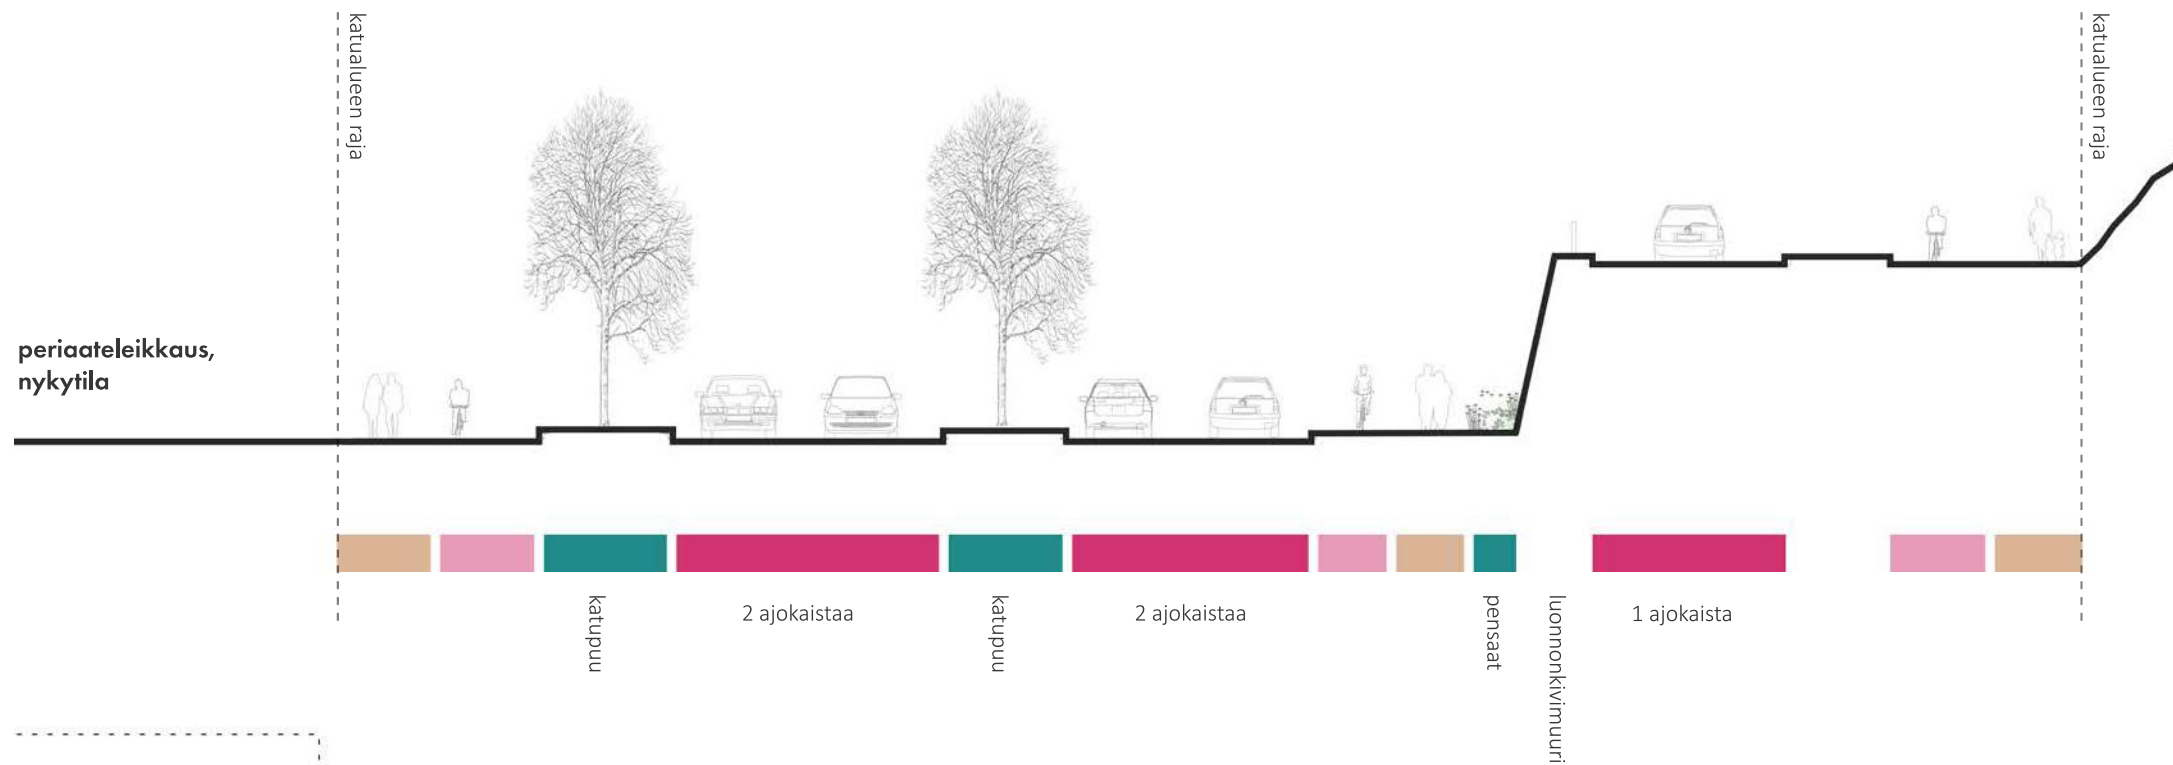 katualueen raja
katualueen raja
periaateleikkaus,
nykytila
katupuu
2 ajokaistaa
katupuu
2 ajokaistaa
pensaat
luonnonkivimuuri
1 ajokaista